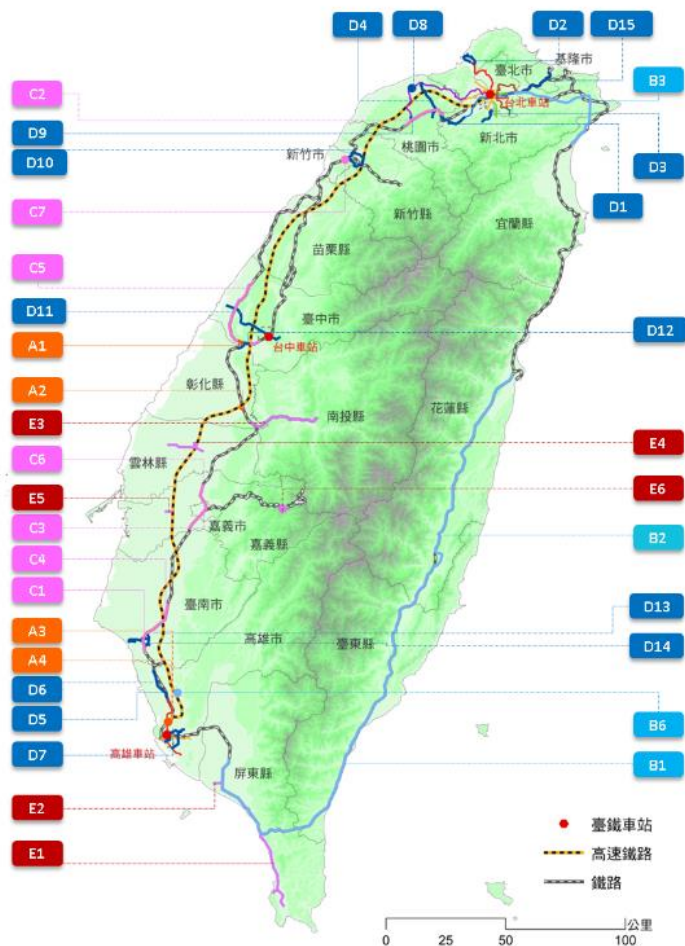 D4
D8
D2
D15
基隆市
臺北市
B3
C2
台北車站
D9
桃園市
新北市
新竹市
D10
D3
D1
C7
新竹縣
宜蘭縣
苗栗縣
C5
D11
臺中市
D12
A1
台中車站
A2
彰化縣
花蓮縣
南投縣
E3
E4
C6
雲林縣
E5
E6
C3
嘉義市
B2
嘉義縣
C4
C1
臺南市
D13
A3
高雄市
臺東縣
D14
A4
D6
D5
B6
D7
高雄車站
B1
屏東縣
E2
臺鐵車站
高速鐵路
E1
鐵路
公里
0 25 50 100